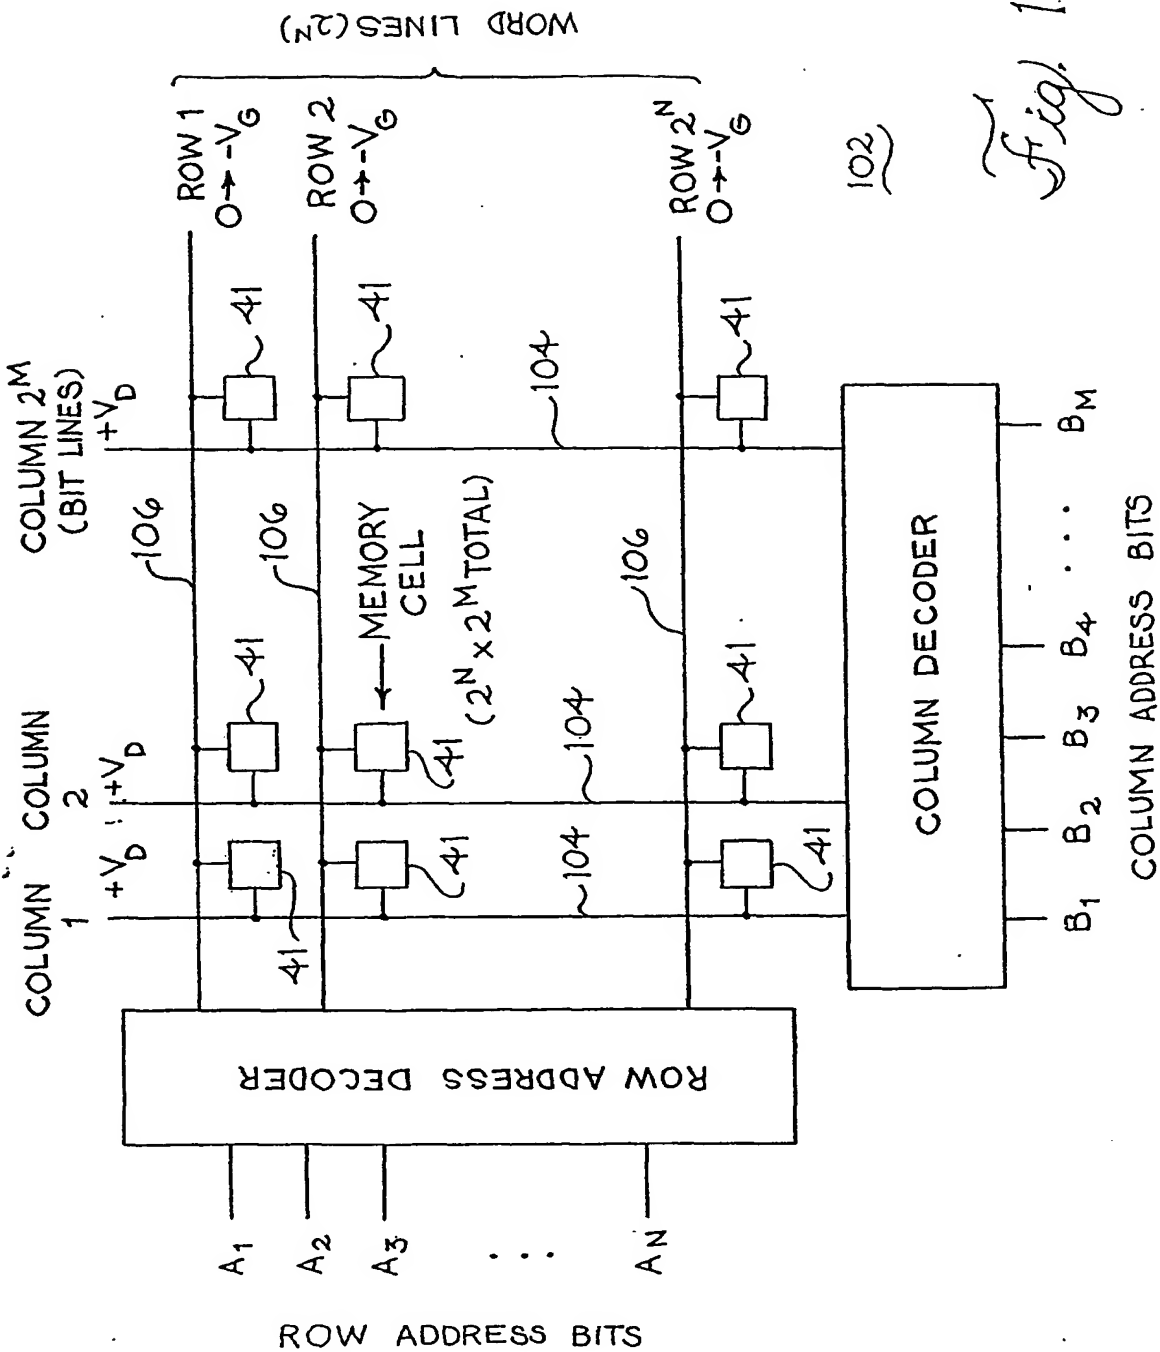 COLUMN 1
COLUMN 2
COLUMN 2^M
(BIT LINES)
+V_D
+V_D
+V_D
ROW 1
0→-V_G
ROW 2
0→-V_G
ROW 2^N
0→-V_G
WORD LINES (2^N)
106
106
106
41
41
41
41
41
41
41
41
41
MEMORY
CELL
(2^N x 2^M TOTAL)
104
104
104
ROW ADDRESS DECODER
A_1
A_2
A_3
...
A_N
ROW ADDRESS BITS
COLUMN DECODER
B_1
B_2
B_3
B_4
....
B_M
COLUMN ADDRESS BITS
102
Fig. 1